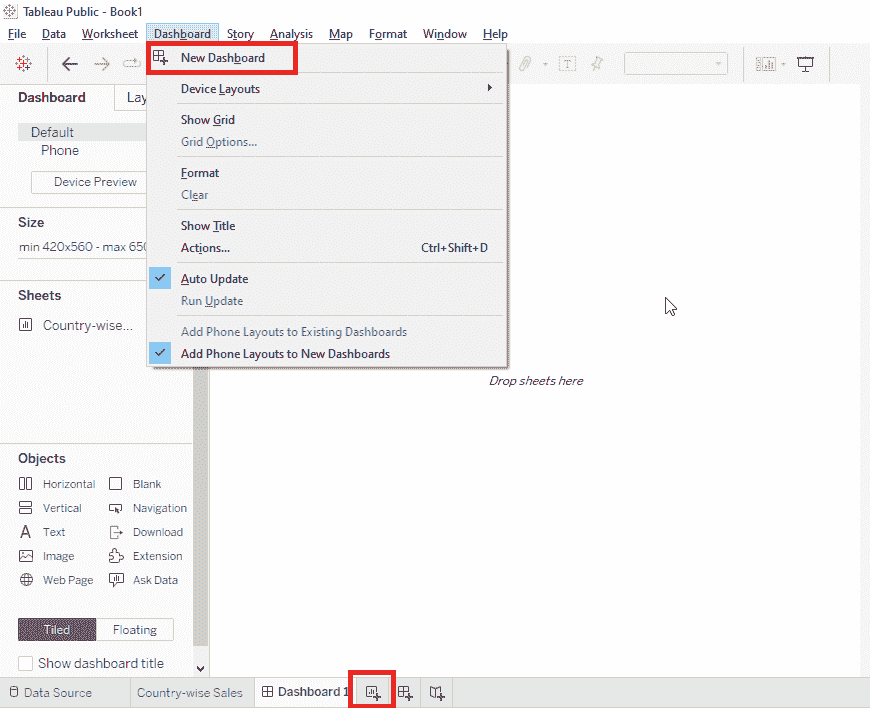 Tableau Public - Book1
File Data Worksheet Dashboard Story Analysis Map Format Window Help
New Dashboard
Device Layouts
Show Grid
Grid Options...
Format
Clear
Show Title
Actions... Ctrl+Shift+D
Auto Update
Run Update
Add Phone Layouts to Existing Dashboards
Add Phone Layouts to New Dashboards
Dashboard Lay
Default
Phone
Device Preview
Size
min 420x560 - max 650
Sheets
Country-wise...
Drop sheets here
Objects
Horizontal Blank
Vertical Navigation
A Text Download
Image Extension
Web Page Ask Data
Tiled Floating
Show dashboard title
Data Source Country-wise Sales Dashboard 1